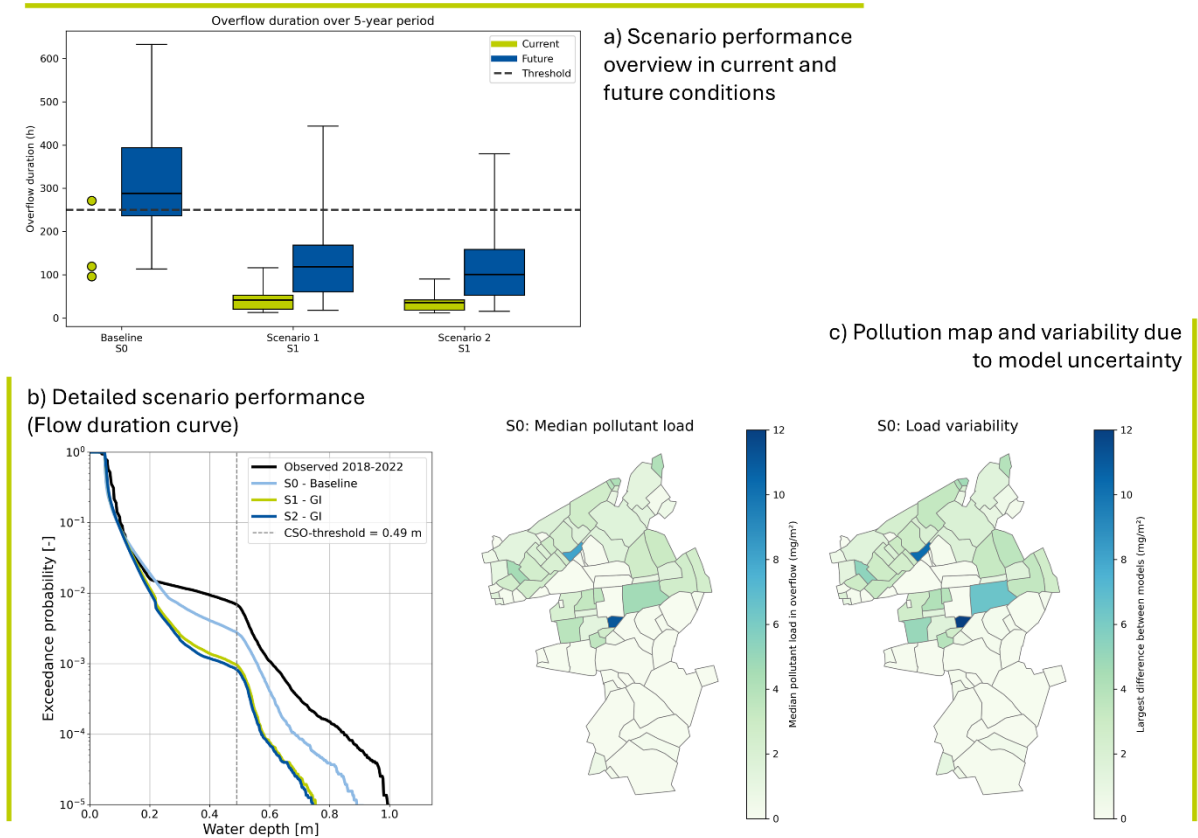 Overflow duration over 5-year period
Overflow duration (h)
600
500
400
300
200
100
0
Current
Future
Threshold
Baseline
S0
Scenario 1
S1
Scenario 2
S1
a) Scenario performance
overview in current and
future conditions
b) Detailed scenario performance
(Flow duration curve)
Exceedance probability [-]
10⁰
10⁻¹
10⁻²
10⁻³
10⁻⁴
10⁻⁵
Observed 2018-2022
S0 - Baseline
S1 - GI
S2 - GI
CSO-threshold = 0.49 m
0.0
0.2
0.4
0.6
0.8
1.0
Water depth [m]
c) Pollution map and variability due
to model uncertainty
S0: Median pollutant load
12
10
8
6
4
2
0
Median pollutant load in overflow (mg/m²)
S0: Load variability
12
10
8
6
4
2
0
Largest difference between models (mg/m²)